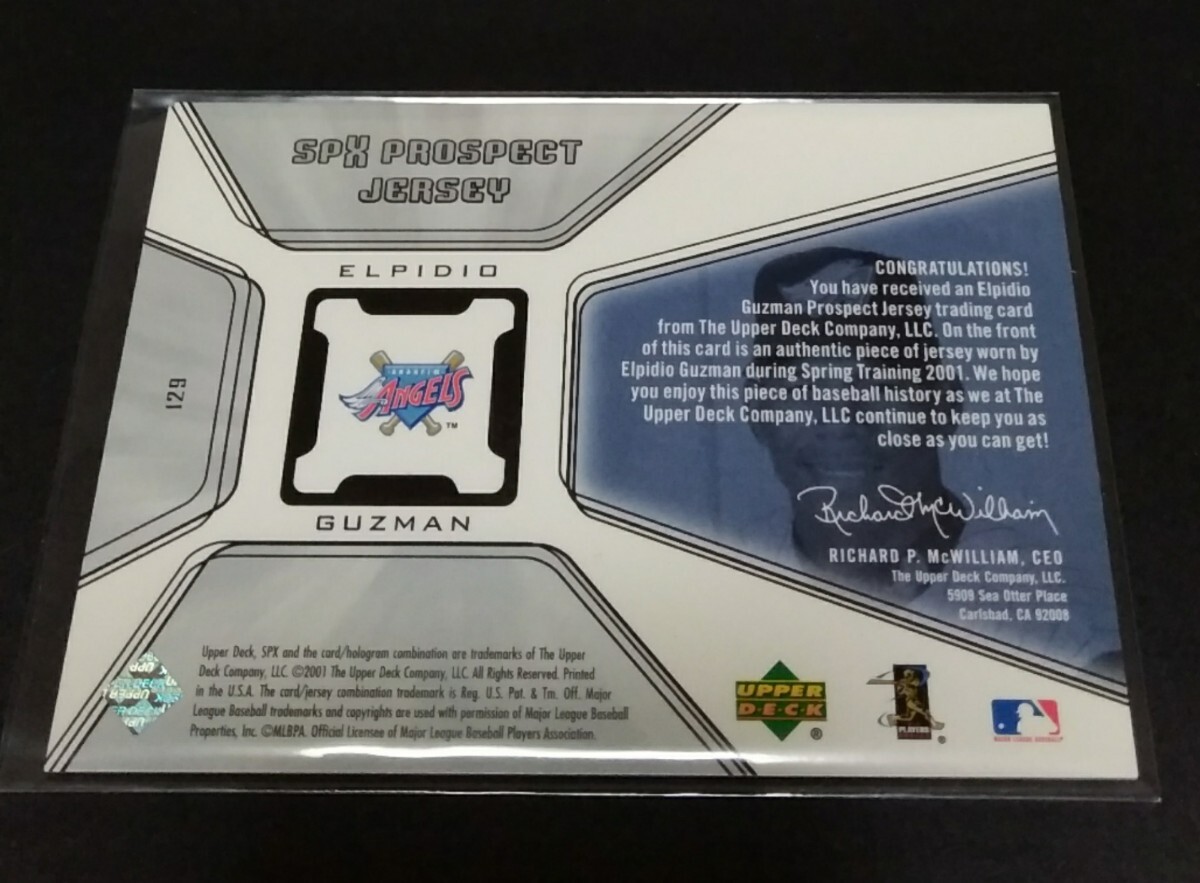 SPX PROSPECT
JERSEY
ELPIDIO
ANAHEIM
ANGELS
TM
GUZMAN
129
CONGRATULATIONS!
You have received an Elpidio
Guzman Prospect Jersey trading card
from The Upper Deck Company, LLC. On the front
of this card is an authentic piece of jersey worn by
Elpidio Guzman during Spring Training 2001. We hope
you enjoy this piece of baseball history as we at The
Upper Deck Company, LLC continue to keep you as
close as you can get!
Richard McWilliam
RICHARD P. McWILLIAM, CEO
The Upper Deck Company, LLC.
5909 Sea Otter Place
Carlsbad, CA 92008
Upper Deck, SPX and the card/hologram combination are trademarks of The Upper
Deck Company, LLC. ©2001 The Upper Deck Company, LLC. All Rights Reserved. Printed
in the U.S.A. The card/jersey combination trademark is Reg. U.S. Pat. & Tm. Off. Major
League Baseball trademarks and copyrights are used with permission of Major League Baseball
Properties, Inc. ©MLBPA. Official Licensee of Major League Baseball Players Association.
UPPER
DECK
®
PLAYERS
®
MAJOR LEAGUE BASEBALL